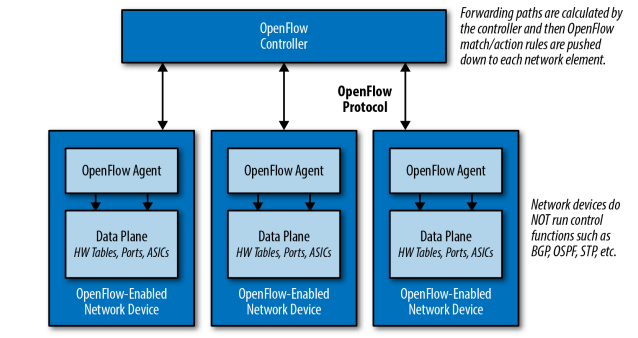 OpenFlow
Controller
Forwarding paths are calculated by
the controller and then OpenFlow
match/action rules are pushed
down to each network element.
OpenFlow
Protocol
OpenFlow Agent
OpenFlow Agent
OpenFlow Agent
Data Plane
HW Tables, Ports, ASICs
Data Plane
HW Tables, Ports, ASICs
Data Plane
HW Tables, Ports, ASICs
Network devices do
NOT run control
functions such as
BGP, OSPF, STP, etc.
OpenFlow-Enabled
Network Device
OpenFlow-Enabled
Network Device
OpenFlow-Enabled
Network Device